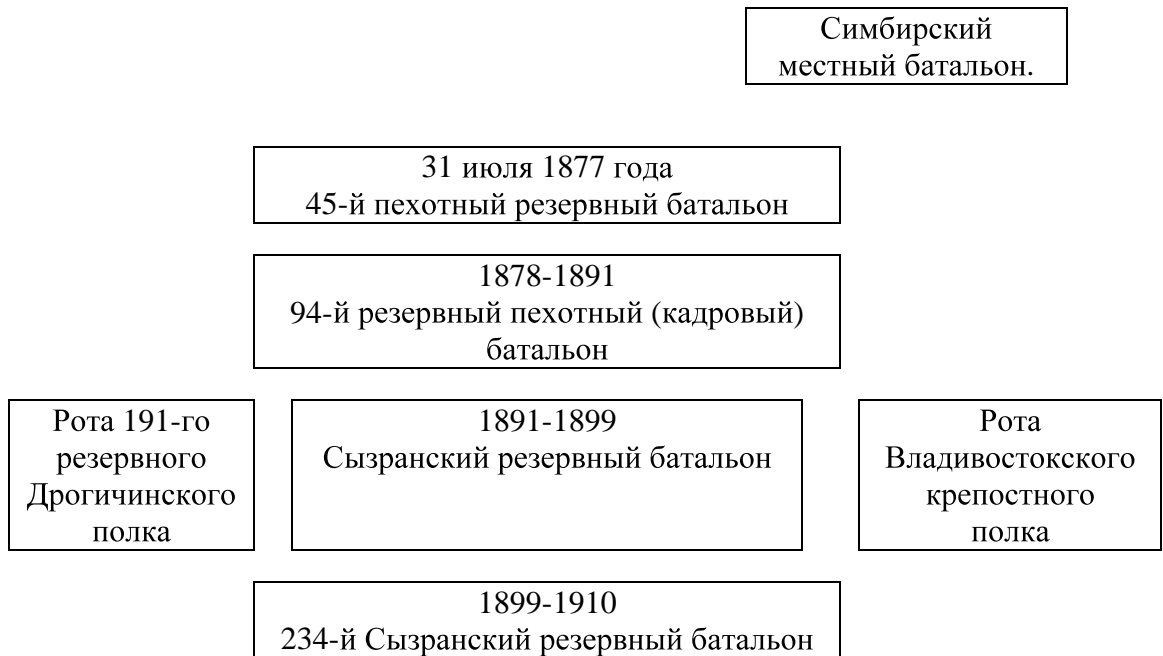 Симбирский
местный батальон.
31 июля 1877 года
45-й пехотный резервный батальон
1878-1891
94-й резервный пехотный (кадровый)
батальон
Рота 191-го
резервного
Дрогичинского
полка
1891-1899
Сызранский резервный батальон
Рота
Владивостокского
крепостного
полка
1899-1910
234-й Сызранский резервный батальон